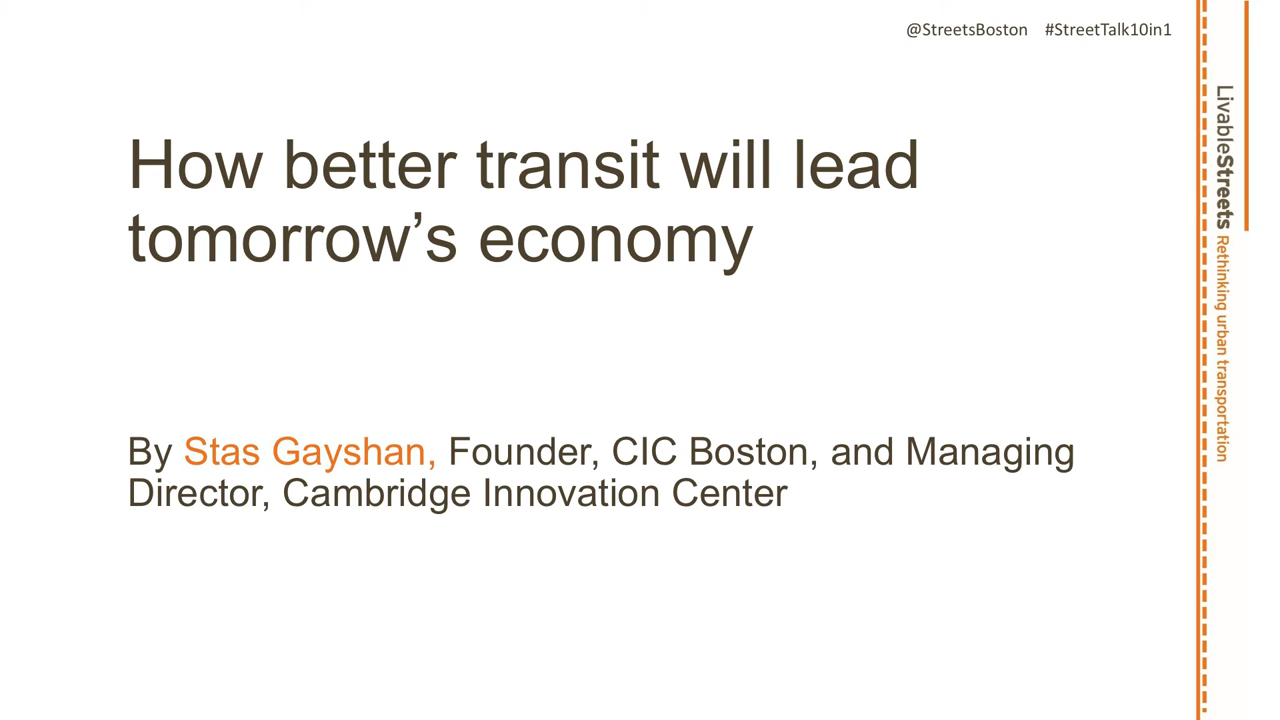 @StreetsBoston #StreetTalk10in1
How better transit will lead
tomorrow’s economy
By Stas Gayshan, Founder, CIC Boston, and Managing
Director, Cambridge Innovation Center
LivableStreets Rethinking urban transportation